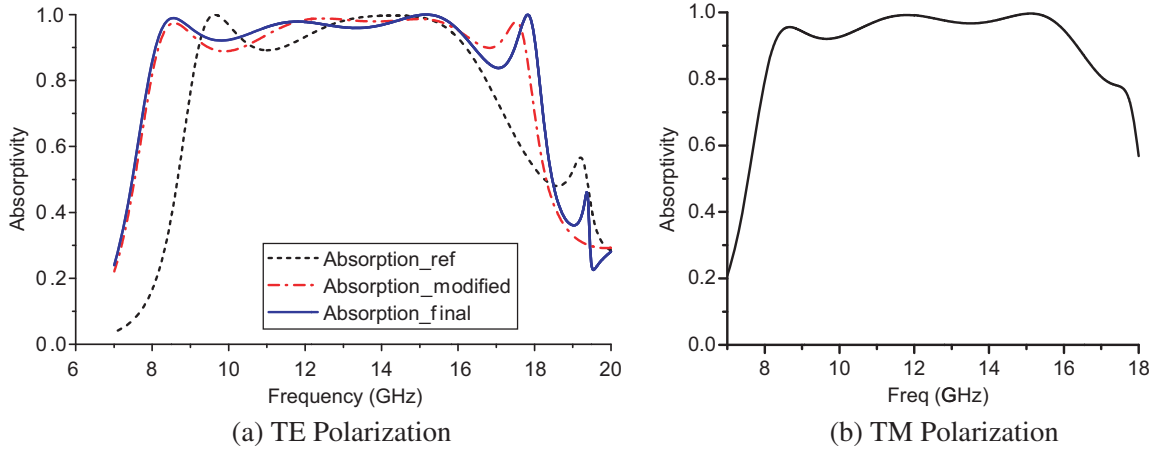 1.0
0.8
0.6
0.4
0.2
0.0
Absorptivity
Absorption_ref
Absorption_modified
Absorption_final
6 8 10 12 14 16 18 20
Frequency (GHz)
(a) TE Polarization
1.0
0.8
0.6
0.4
0.2
0.0
Absorptivity
8 10 12 14 16 18
Freq (GHz)
(b) TM Polarization